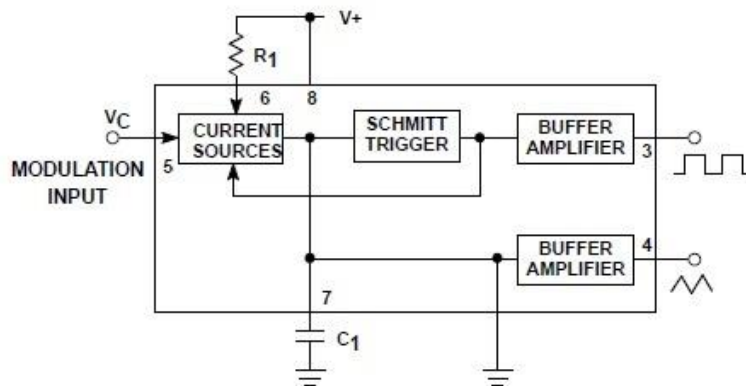 V+
R1
6 8
VC
CURRENT
SOURCES
SCHMITT
TRIGGER
BUFFER
AMPLIFIER
3
5
MODULATION
INPUT
BUFFER
AMPLIFIER
4
7
C1